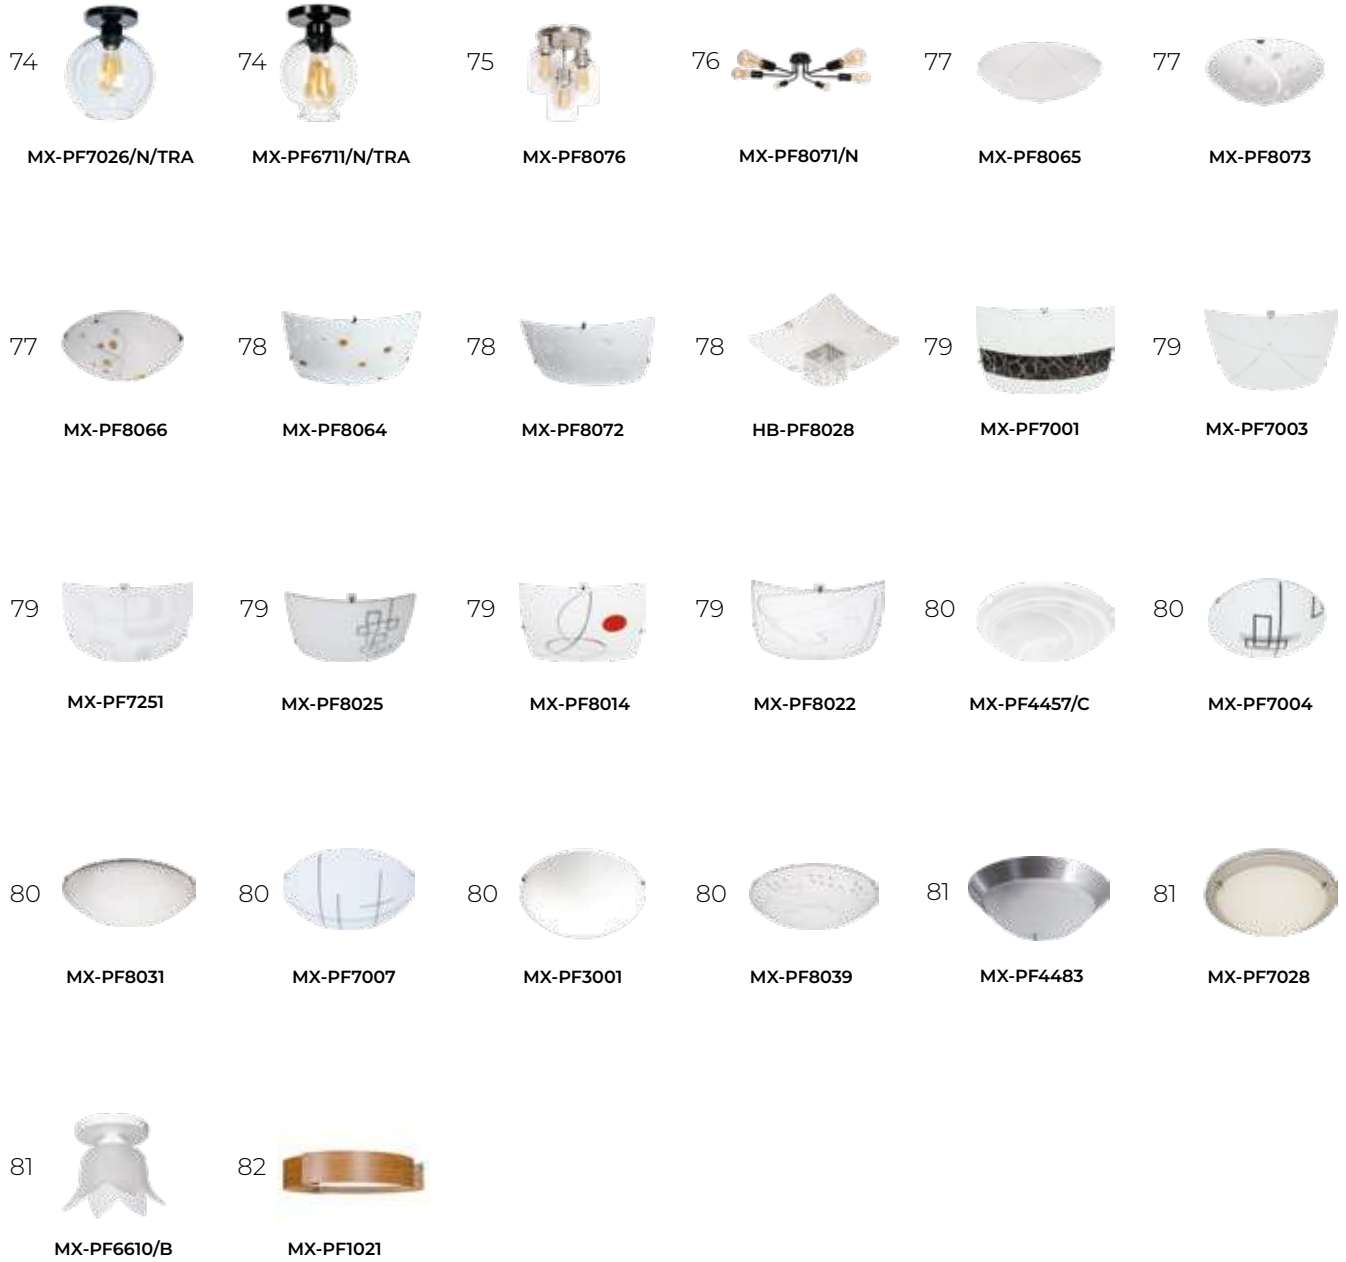 74
74
75
76
77
77
MX-PF7026/N/TRA
MX-PF6711/N/TRA
MX-PF8076
MX-PF8071/N
MX-PF8065
MX-PF8073
77
78
78
78
79
79
MX-PF8066
MX-PF8064
MX-PF8072
HB-PF8028
MX-PF7001
MX-PF7003
79
79
79
79
80
80
MX-PF7251
MX-PF8025
MX-PF8014
MX-PF8022
MX-PF4457/C
MX-PF7004
80
80
80
80
81
81
MX-PF8031
MX-PF7007
MX-PF3001
MX-PF8039
MX-PF4483
MX-PF7028
81
82
MX-PF6610/B
MX-PF1021